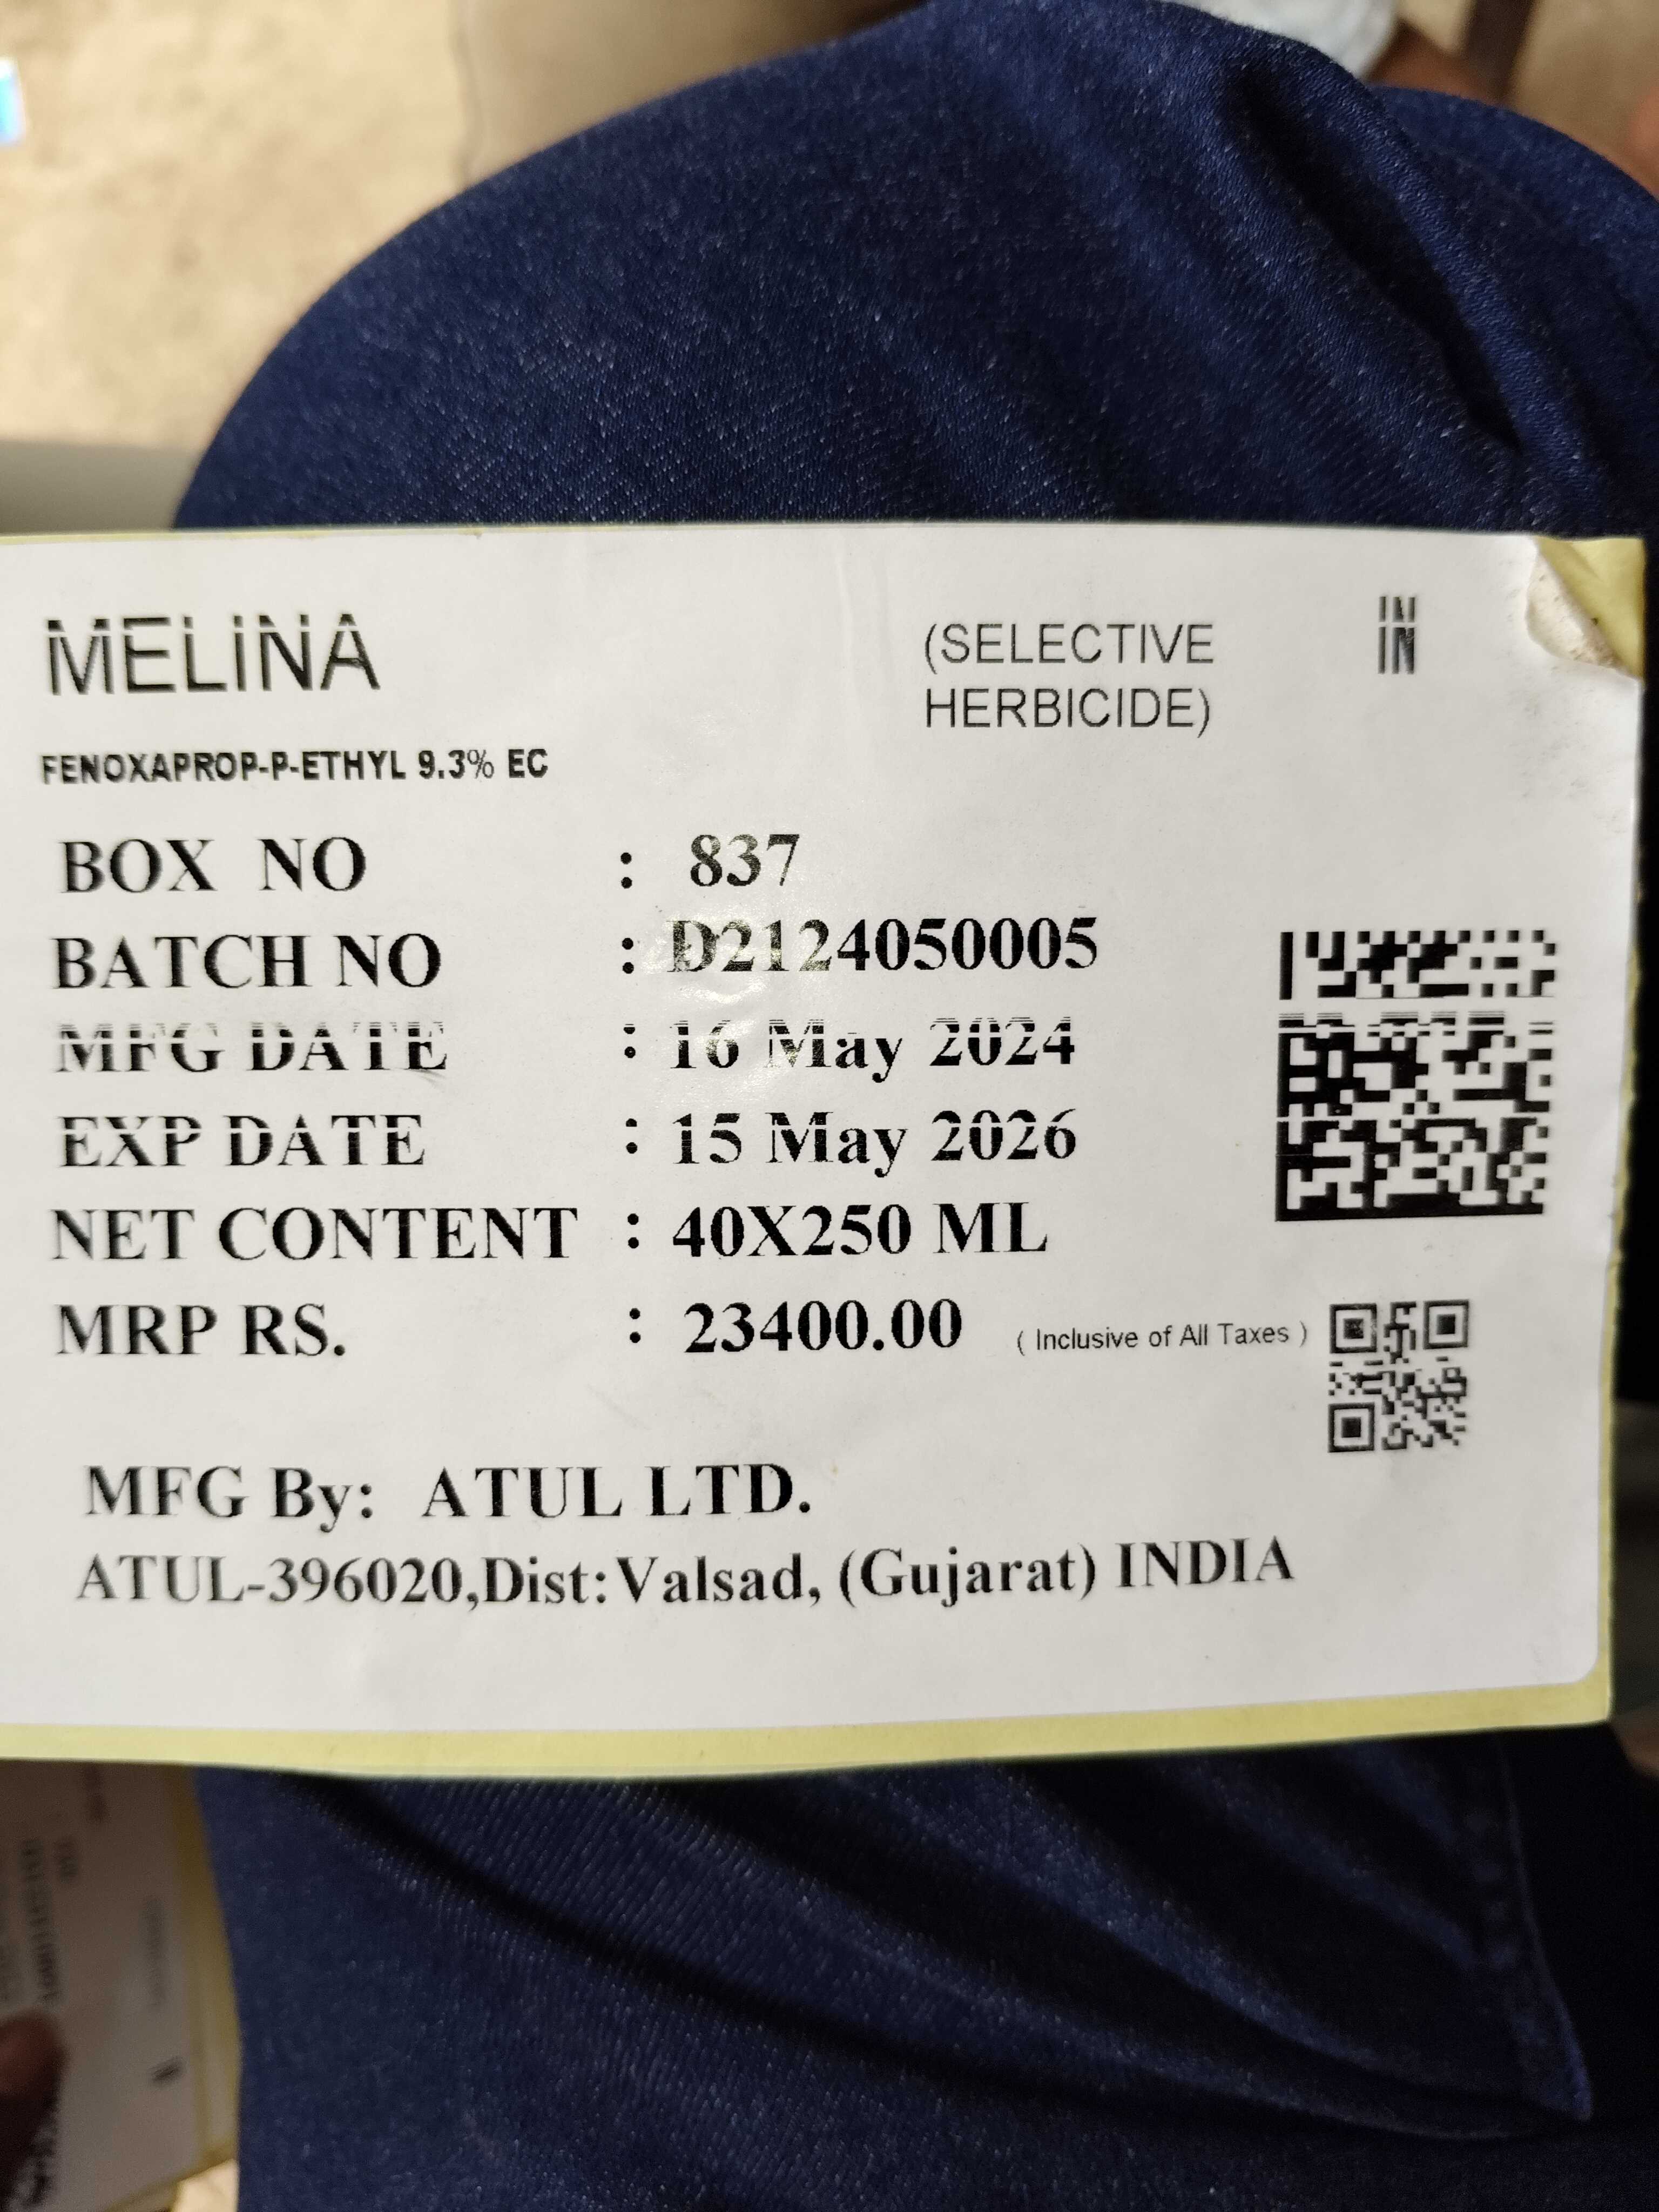 MELINA
(SELECTIVE
HERBICIDE)
IN
FENOXAPROP-P-ETHYL 9.3% EC
BOX NO : 837
BATCH NO : D2124050005
MFG DATE : 16 May 2024
EXP DATE : 15 May 2026
NET CONTENT : 40X250 ML
MRP RS. : 23400.00 ( Inclusive of All Taxes )
MFG By: ATUL LTD.
ATUL-396020,Dist:Valsad, (Gujarat) INDIA